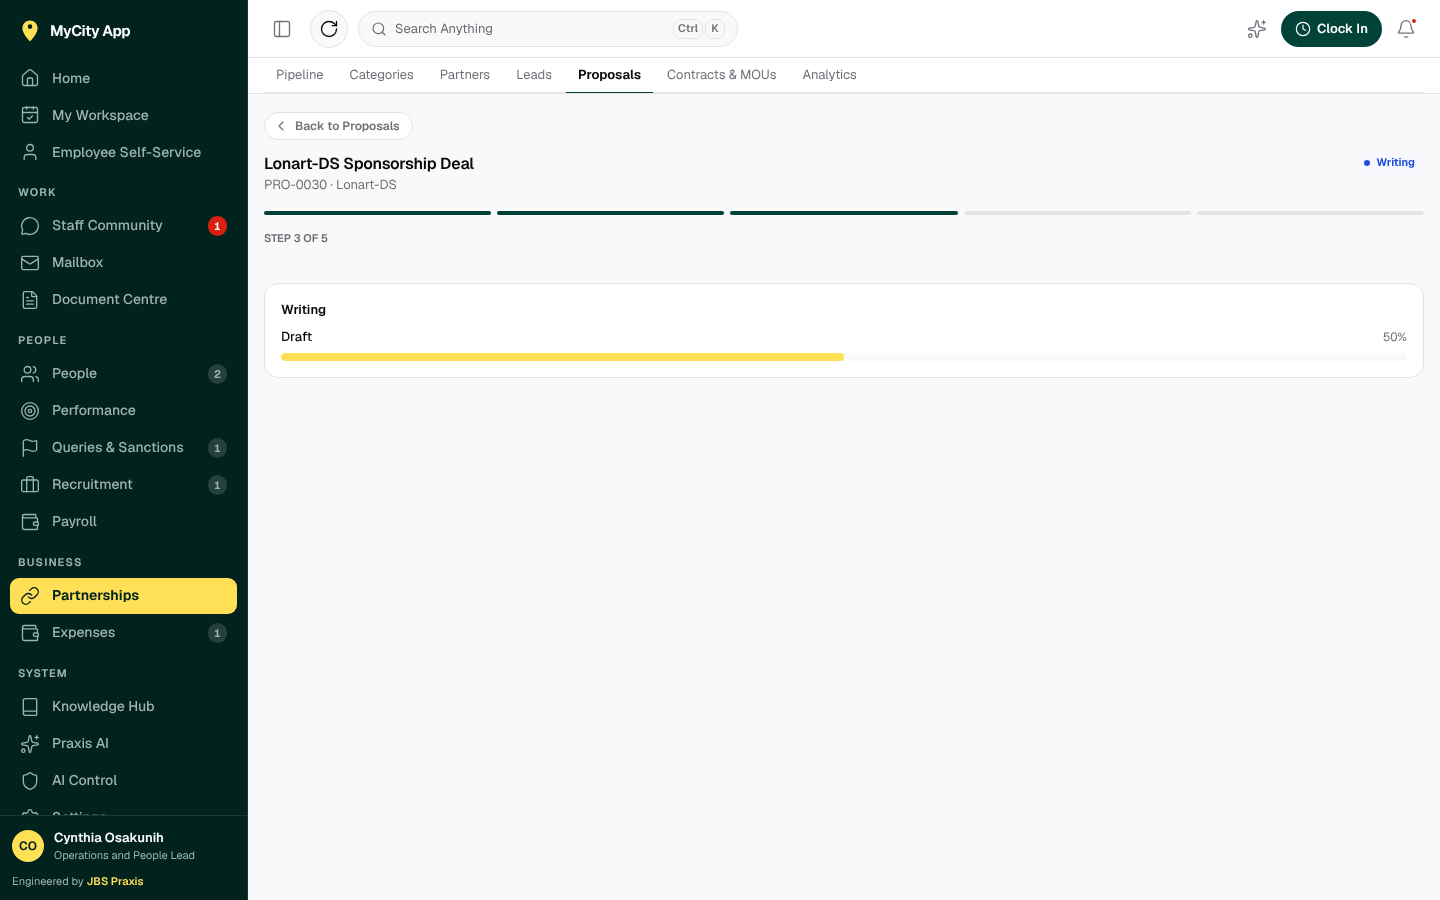 MyCity App
Home
My Workspace
Employee Self-Service
WORK
Staff Community 1
Mailbox
Document Centre
PEOPLE
People 2
Performance
Queries & Sanctions 1
Recruitment 1
Payroll
BUSINESS
Partnerships
Expenses 1
SYSTEM
Knowledge Hub
Praxis AI
AI Control
CO
Cynthia Osakunih
Operations and People Lead
Engineered by JBS Praxis
Search Anything Ctrl K
Clock In
Pipeline Categories Partners Leads Proposals Contracts & MOUs Analytics
Back to Proposals
Lonart-DS Sponsorship Deal
Writing
PRO-0030 · Lonart-DS
STEP 3 OF 5
Writing
Draft 50%